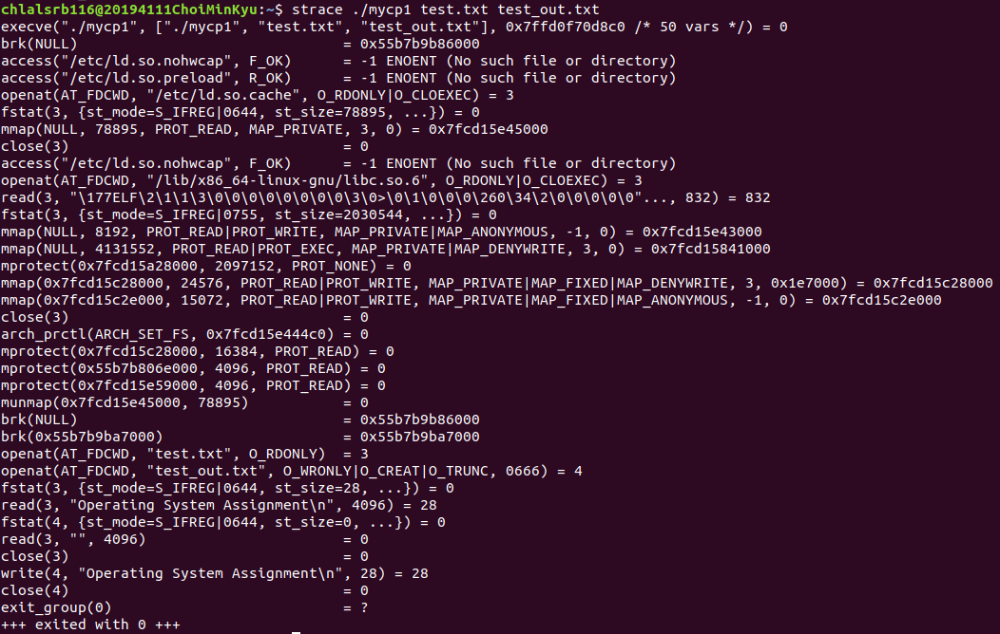 chlalsrb116@20194111ChoiMinKyu:~$ strace ./mycp1 test.txt test_out.txt
execve("./mycp1", ["./mycp1", "test.txt", "test_out.txt"], 0x7ffd0f70d8c0 /* 50 vars */) = 0
brk(NULL)                               = 0x55b7b9b86000
access("/etc/ld.so.nohwcap", F_OK)      = -1 ENOENT (No such file or directory)
access("/etc/ld.so.preload", R_OK)      = -1 ENOENT (No such file or directory)
openat(AT_FDCWD, "/etc/ld.so.cache", O_RDONLY|O_CLOEXEC) = 3
fstat(3, {st_mode=S_IFREG|0644, st_size=78895, ...}) = 0
mmap(NULL, 78895, PROT_READ, MAP_PRIVATE, 3, 0) = 0x7fcd15e45000
close(3)                                = 0
access("/etc/ld.so.nohwcap", F_OK)      = -1 ENOENT (No such file or directory)
openat(AT_FDCWD, "/lib/x86_64-linux-gnu/libc.so.6", O_RDONLY|O_CLOEXEC) = 3
read(3, "\177ELF\2\1\1\3\0\0\0\0\0\0\0\0\3\0>\0\1\0\0\0\260\34\2\0\0\0\0\0"..., 832) = 832
fstat(3, {st_mode=S_IFREG|0755, st_size=2030544, ...}) = 0
mmap(NULL, 8192, PROT_READ|PROT_WRITE, MAP_PRIVATE|MAP_ANONYMOUS, -1, 0) = 0x7fcd15e43000
mmap(NULL, 4131552, PROT_READ|PROT_EXEC, MAP_PRIVATE|MAP_DENYWRITE, 3, 0) = 0x7fcd15841000
mprotect(0x7fcd15a28000, 2097152, PROT_NONE) = 0
mmap(0x7fcd15c28000, 24576, PROT_READ|PROT_WRITE, MAP_PRIVATE|MAP_FIXED|MAP_DENYWRITE, 3, 0x1e7000) = 0x7fcd15c28000
mmap(0x7fcd15c2e000, 15072, PROT_READ|PROT_WRITE, MAP_PRIVATE|MAP_FIXED|MAP_ANONYMOUS, -1, 0) = 0x7fcd15c2e000
close(3)                                = 0
arch_prctl(ARCH_SET_FS, 0x7fcd15e444c0) = 0
mprotect(0x7fcd15c28000, 16384, PROT_READ) = 0
mprotect(0x55b7b806e000, 4096, PROT_READ) = 0
mprotect(0x7fcd15e59000, 4096, PROT_READ) = 0
munmap(0x7fcd15e45000, 78895)           = 0
brk(NULL)                               = 0x55b7b9b86000
brk(0x55b7b9ba7000)                     = 0x55b7b9ba7000
openat(AT_FDCWD, "test.txt", O_RDONLY)  = 3
openat(AT_FDCWD, "test_out.txt", O_WRONLY|O_CREAT|O_TRUNC, 0666) = 4
fstat(3, {st_mode=S_IFREG|0644, st_size=28, ...}) = 0
read(3, "Operating System Assignment\n", 4096) = 28
fstat(4, {st_mode=S_IFREG|0644, st_size=0, ...}) = 0
read(3, "", 4096)                       = 0
close(3)                                = 0
write(4, "Operating System Assignment\n", 28) = 28
close(4)                                = 0
exit_group(0)                           = ?
+++ exited with 0 +++